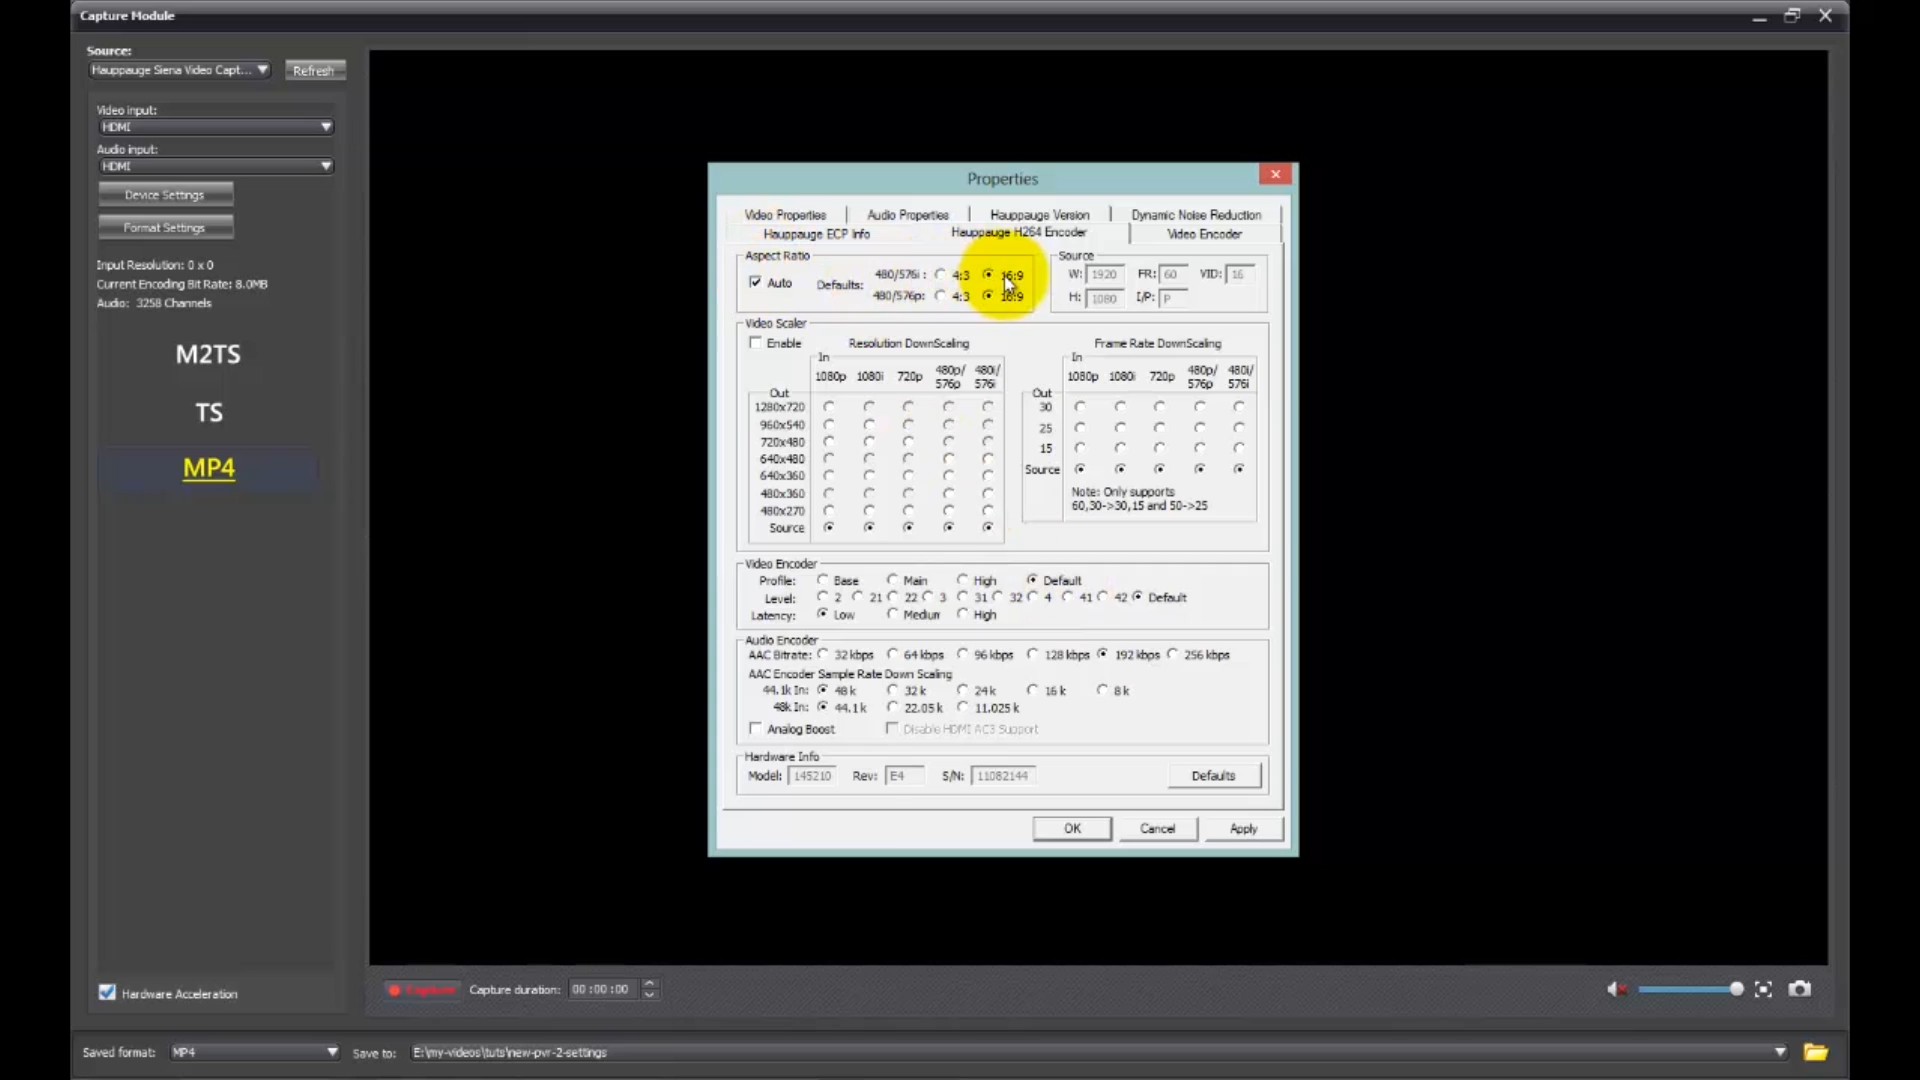 Capture Module
Source:
Hauppauge Siena Video Capt... Refresh
Video input:
HDMI
Audio input:
HDMI
Device Settings
Format Settings
Input Resolution: 0 x 0
Current Encoding Bit Rate: 8.0MB
Audio: 3258 Channels
M2TS
TS
MP4
Hardware Acceleration
Properties
Video Properties Audio Properties Hauppauge Version Dynamic Noise Reduction
Hauppauge ECP Info Hauppauge H264 Encoder Video Encoder
Aspect Ratio
Auto Defaults: 480/576i: 4:3 16:9
480/576p: 4:3 16:9
Source
W: 1920 FR: 60 VID: 16
H: 1080 I/P: P
Video Scaler
Enable Resolution DownScaling
In
1080p 1080i 720p 480p/576p 480i/576i
Out
1280x720
960x540
720x480
640x480
640x360
480x360
480x270
Source
Frame Rate DownScaling
In
1080p 1080i 720p 480p/576p 480i/576i
Out
30
25
15
Source
Note: Only supports
60,30->30,15 and 50->25
Video Encoder
Profile: Base Main High Default
Level: 2 21 22 3 31 32 4 41 42 Default
Latency: Low Medium High
Audio Encoder
AAC Bitrate: 32 kbps 64 kbps 96 kbps 128 kbps 192 kbps 256 kbps
AAC Encoder Sample Rate Down Scaling
44.1k In: 48 k 32 k 24 k 16 k 8 k
48k In: 44.1 k 22.05 k 11.025 k
Analog Boost Disable HDMI AC3 Support
Hardware Info
Model: 145210 Rev: E4 S/N: 11082144 Defaults
OK Cancel Apply
Capture Capture duration: 00:00:00
Saved format: MP4 Save to: E:\my-videos\tuts\new-pvr-2-settings